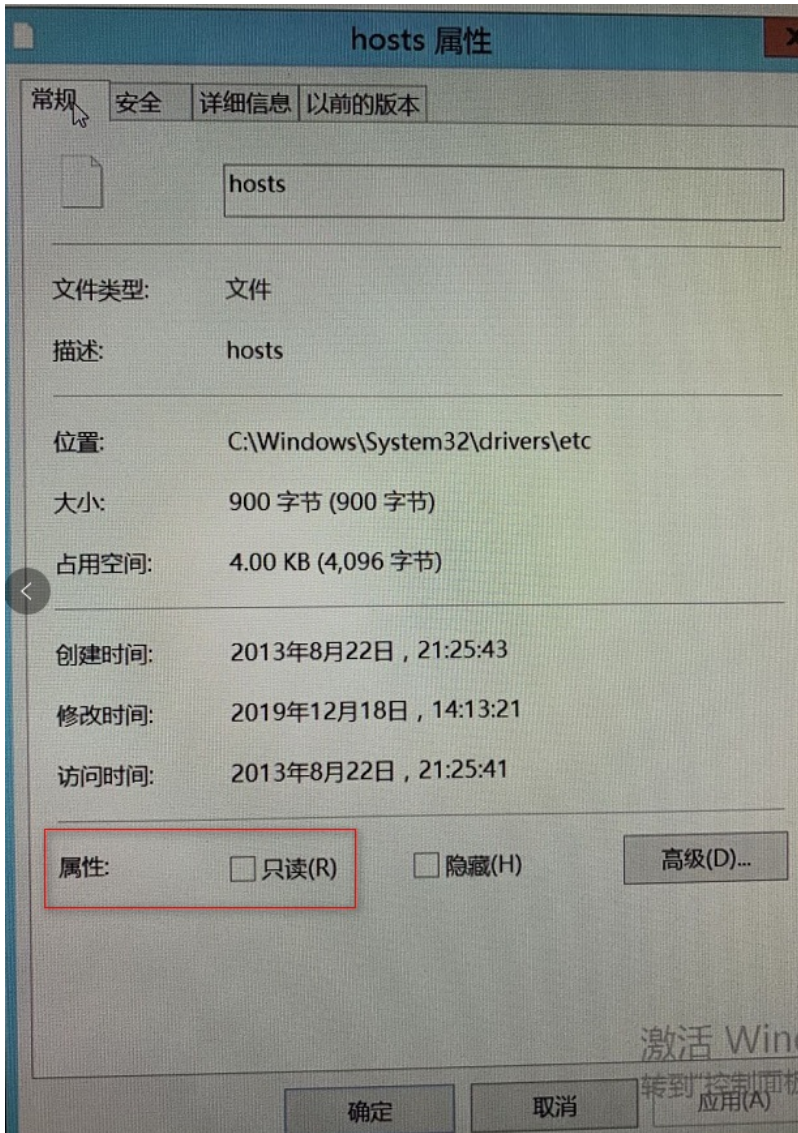 hosts 属性
常规 安全 详细信息 以前的版本
hosts
文件类型: 文件
描述: hosts
位置: C:\Windows\System32\drivers\etc
大小: 900 字节 (900 字节)
占用空间: 4.00 KB (4,096 字节)
创建时间: 2013年8月22日，21:25:43
修改时间: 2019年12月18日，14:13:21
访问时间: 2013年8月22日，21:25:41
属性: 只读(R) 隐藏(H) 高级(D)...
激活 Win
转到"控制面板
确定 取消 应用(A)